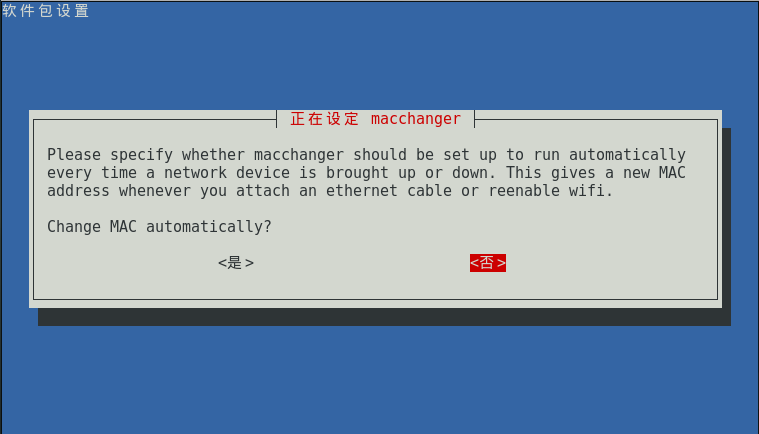 软件包设置
正在设定 macchanger
Please specify whether macchanger should be set up to run automatically
every time a network device is brought up or down. This gives a new MAC
address whenever you attach an ethernet cable or reenable wifi.
Change MAC automatically?
<是> <否>